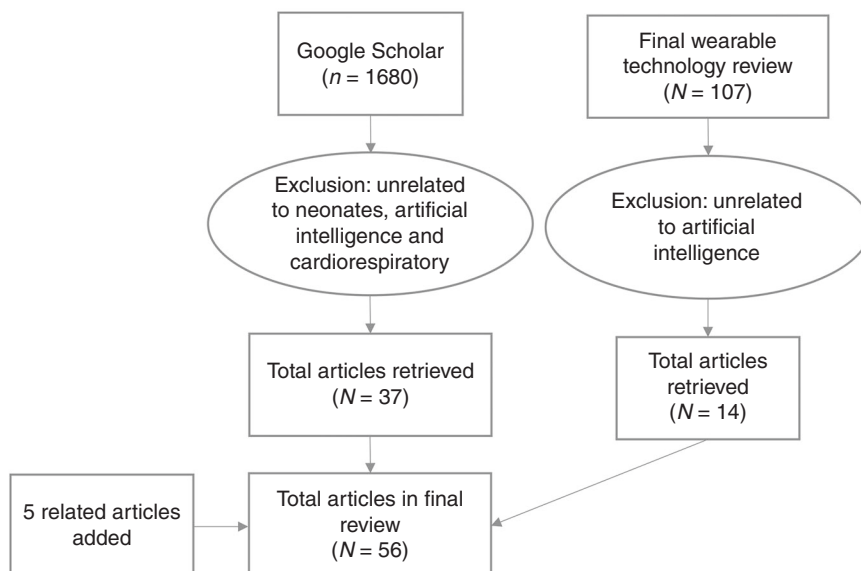 Google Scholar
(n = 1680)
Final wearable
technology review
(N = 107)
Exclusion: unrelated
to neonates, artificial
intelligence and
cardiorespiratory
Exclusion: unrelated
to artificial
intelligence
Total articles retrieved
(N = 37)
Total articles
retrieved
(N = 14)
5 related articles
added
Total articles in final
review
(N = 56)